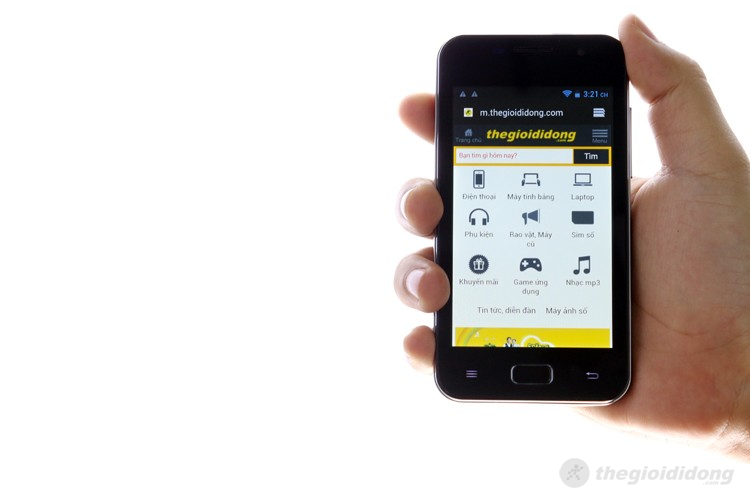 3:21 CH
m.thegioididong.com
thegioididong
.com
Trang chủ
Menu
Bạn tìm gì hôm nay?
Tìm
Điện thoại
Máy tính bảng
Laptop
Phụ kiện
Rao vặt, Máy
cũ
Sim số
Khuyến mãi
Game ứng
dụng
Nhạc mp3
Tin tức, diễn đàn
Máy ảnh số
thegioididong
.com